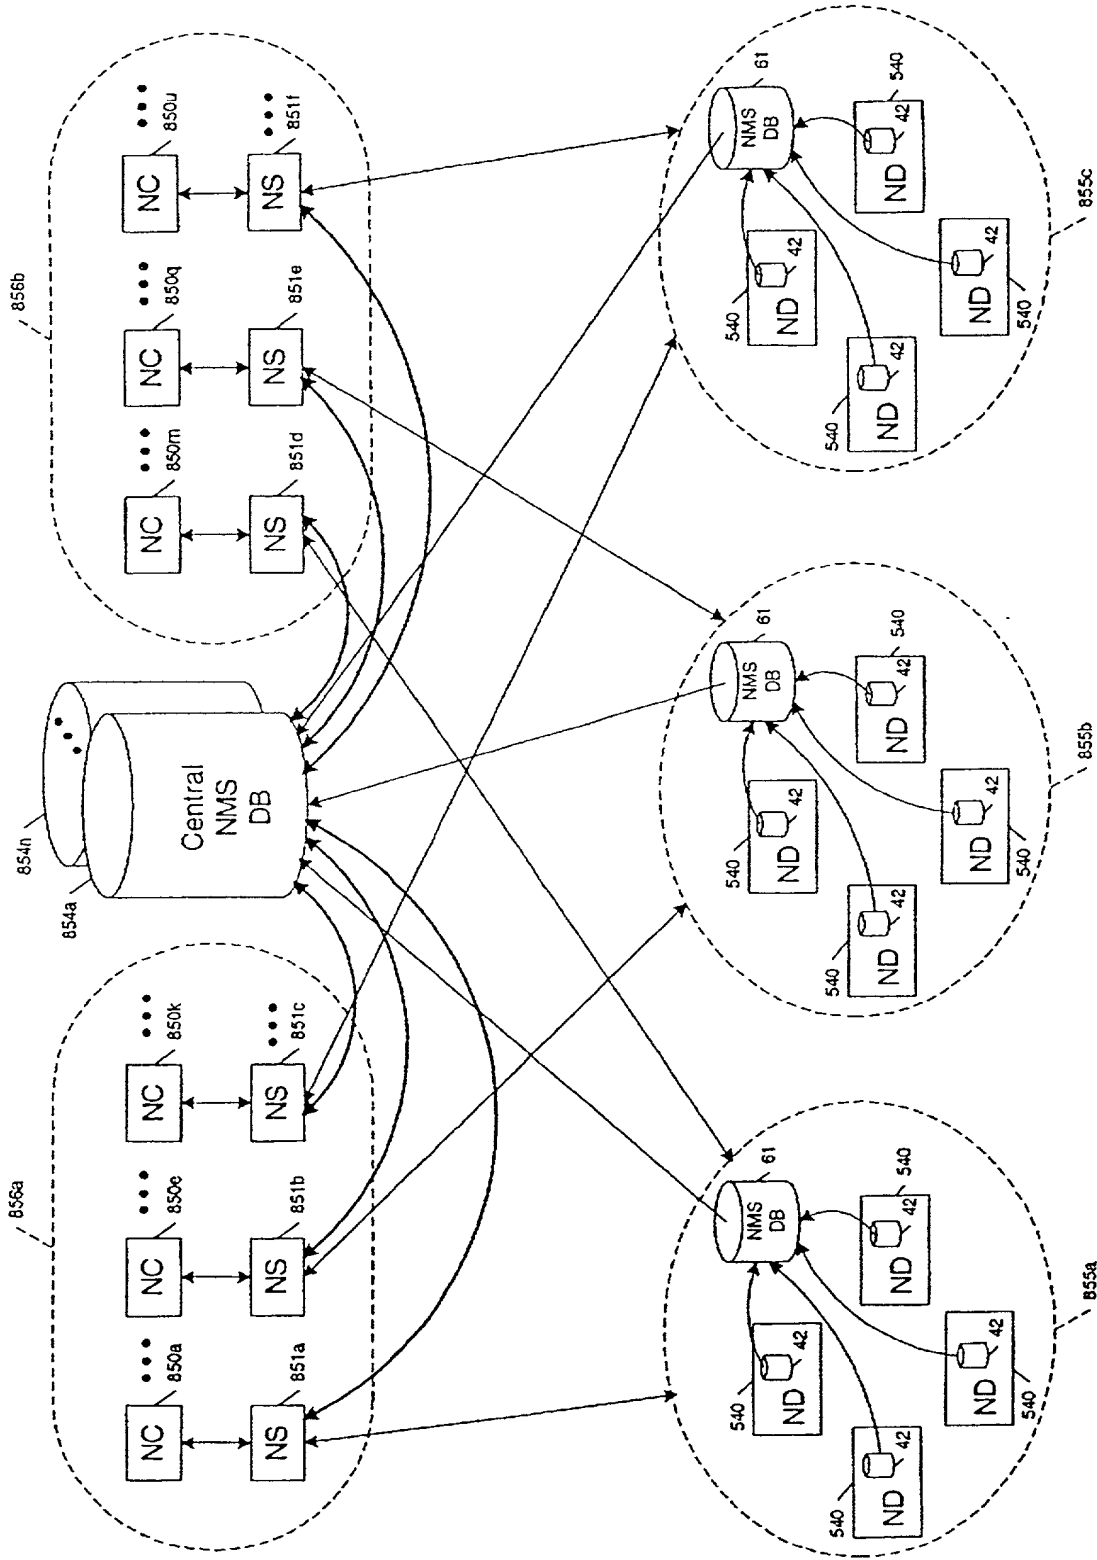 856a
850a
850e
850k
NC
NC
NC
851a
851b
851c
NS
NS
NS
854n
854a
Central
NMS
DB
856b
850m
850q
850u
NC
NC
NC
851d
851e
851f
NS
NS
NS
61
NMS
DB
540
42
ND
540
42
ND
540
42
ND
540
42
ND
855a
61
NMS
DB
540
42
ND
540
42
ND
540
42
ND
540
42
ND
855b
61
NMS
DB
540
42
ND
540
42
ND
540
42
ND
540
42
ND
855c